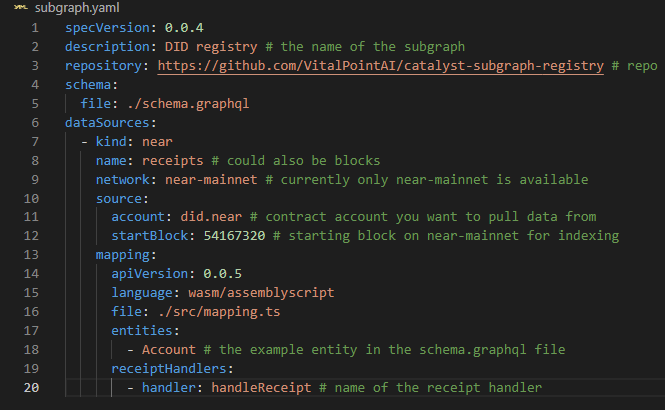 subgraph.yaml
1 specVersion: 0.0.4
2 description: DID registry # the name of the subgraph
3 repository: https://github.com/VitalPointAI/catalyst-subgraph-registry # repo
4 schema:
5   file: ./schema.graphql
6 dataSources:
7   - kind: near
8     name: receipts # could also be blocks
9     network: near-mainnet # currently only near-mainnet is available
10     source:
11       account: did.near # contract account you want to pull data from
12       startBlock: 54167320 # starting block on near-mainnet for indexing
13     mapping:
14       apiVersion: 0.0.5
15       language: wasm/assemblyscript
16       file: ./src/mapping.ts
17       entities:
18         - Account # the example entity in the schema.graphql file
19       receiptHandlers:
20         - handler: handleReceipt # name of the receipt handler